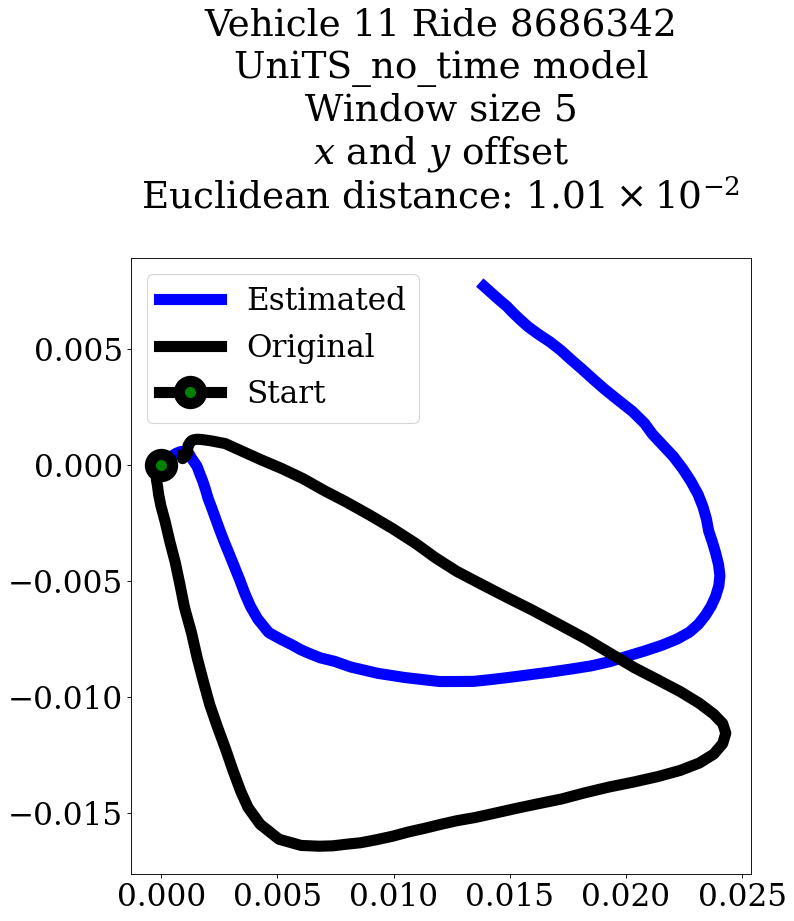 Vehicle 11 Ride 8686342
UniTS_no_time model
Window size 5
x and y offset
Euclidean distance: 1.01 × 10⁻²
Estimated
Original
Start
0.005
0.000
−0.005
−0.010
−0.015
0.000 0.005 0.010 0.015 0.020 0.025